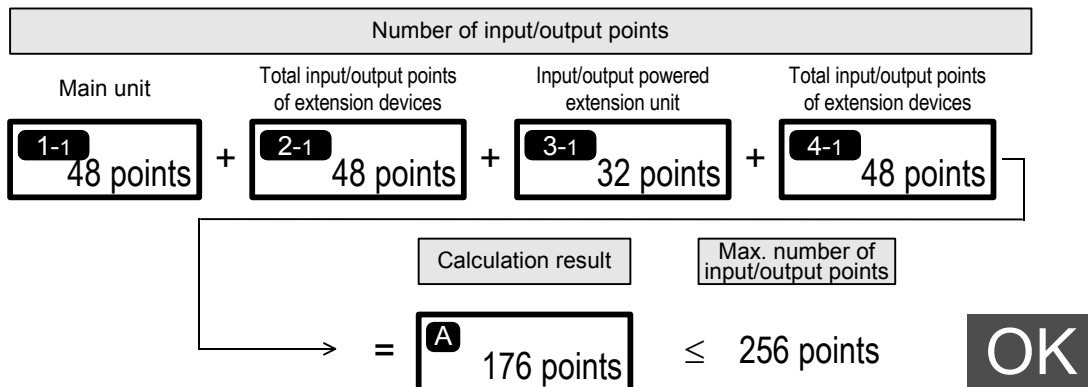 Number of input/output points
Main unit
Total input/output points
of extension devices
Input/output powered
extension unit
Total input/output points
of extension devices
1-1
48 points
+
2-1
48 points
+
3-1
32 points
+
4-1
48 points
Calculation result
Max. number of
input/output points
=
A
176 points
≤ 256 points
OK